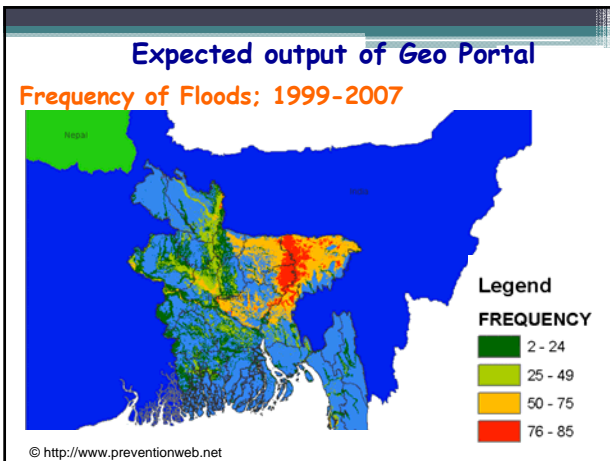 Expected output of Geo Portal
Frequency of Floods; 1999-2007
Nepal
Legend
FREQUENCY
2 - 24
25 - 49
50 - 75
76 - 85
© http://www.preventionweb.net